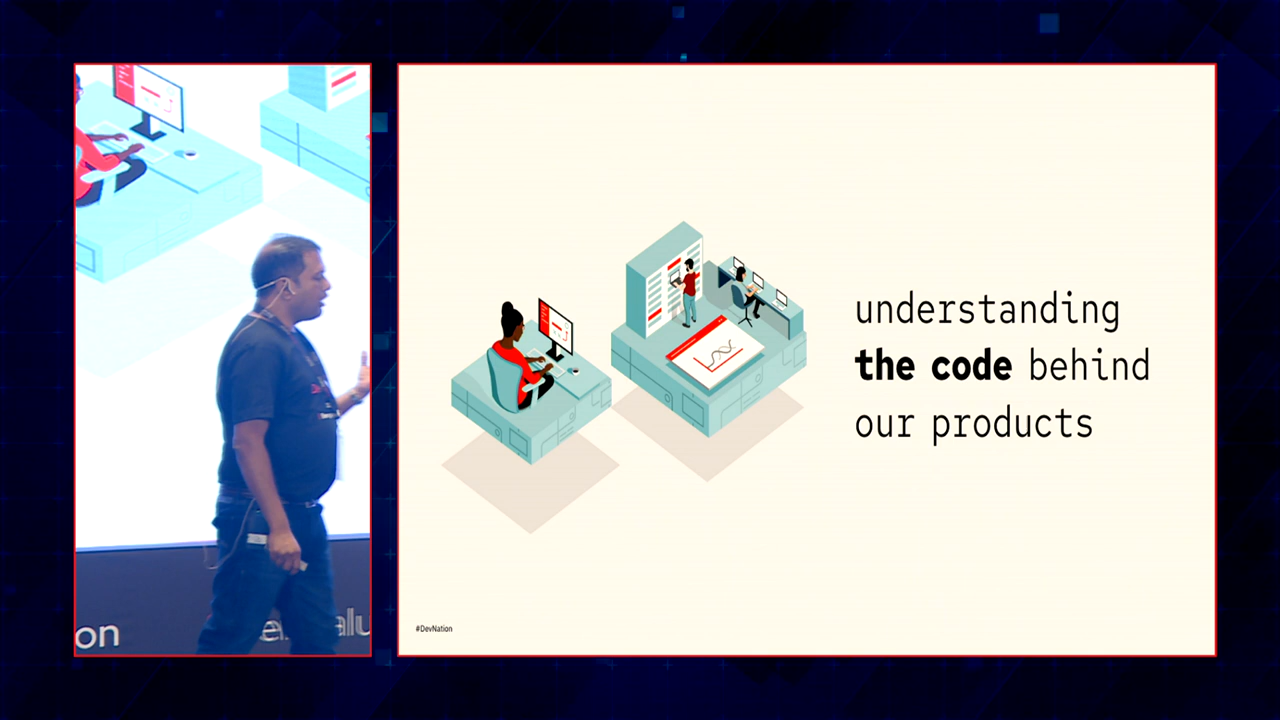 understanding
the code behind
our products
#DevNation
on